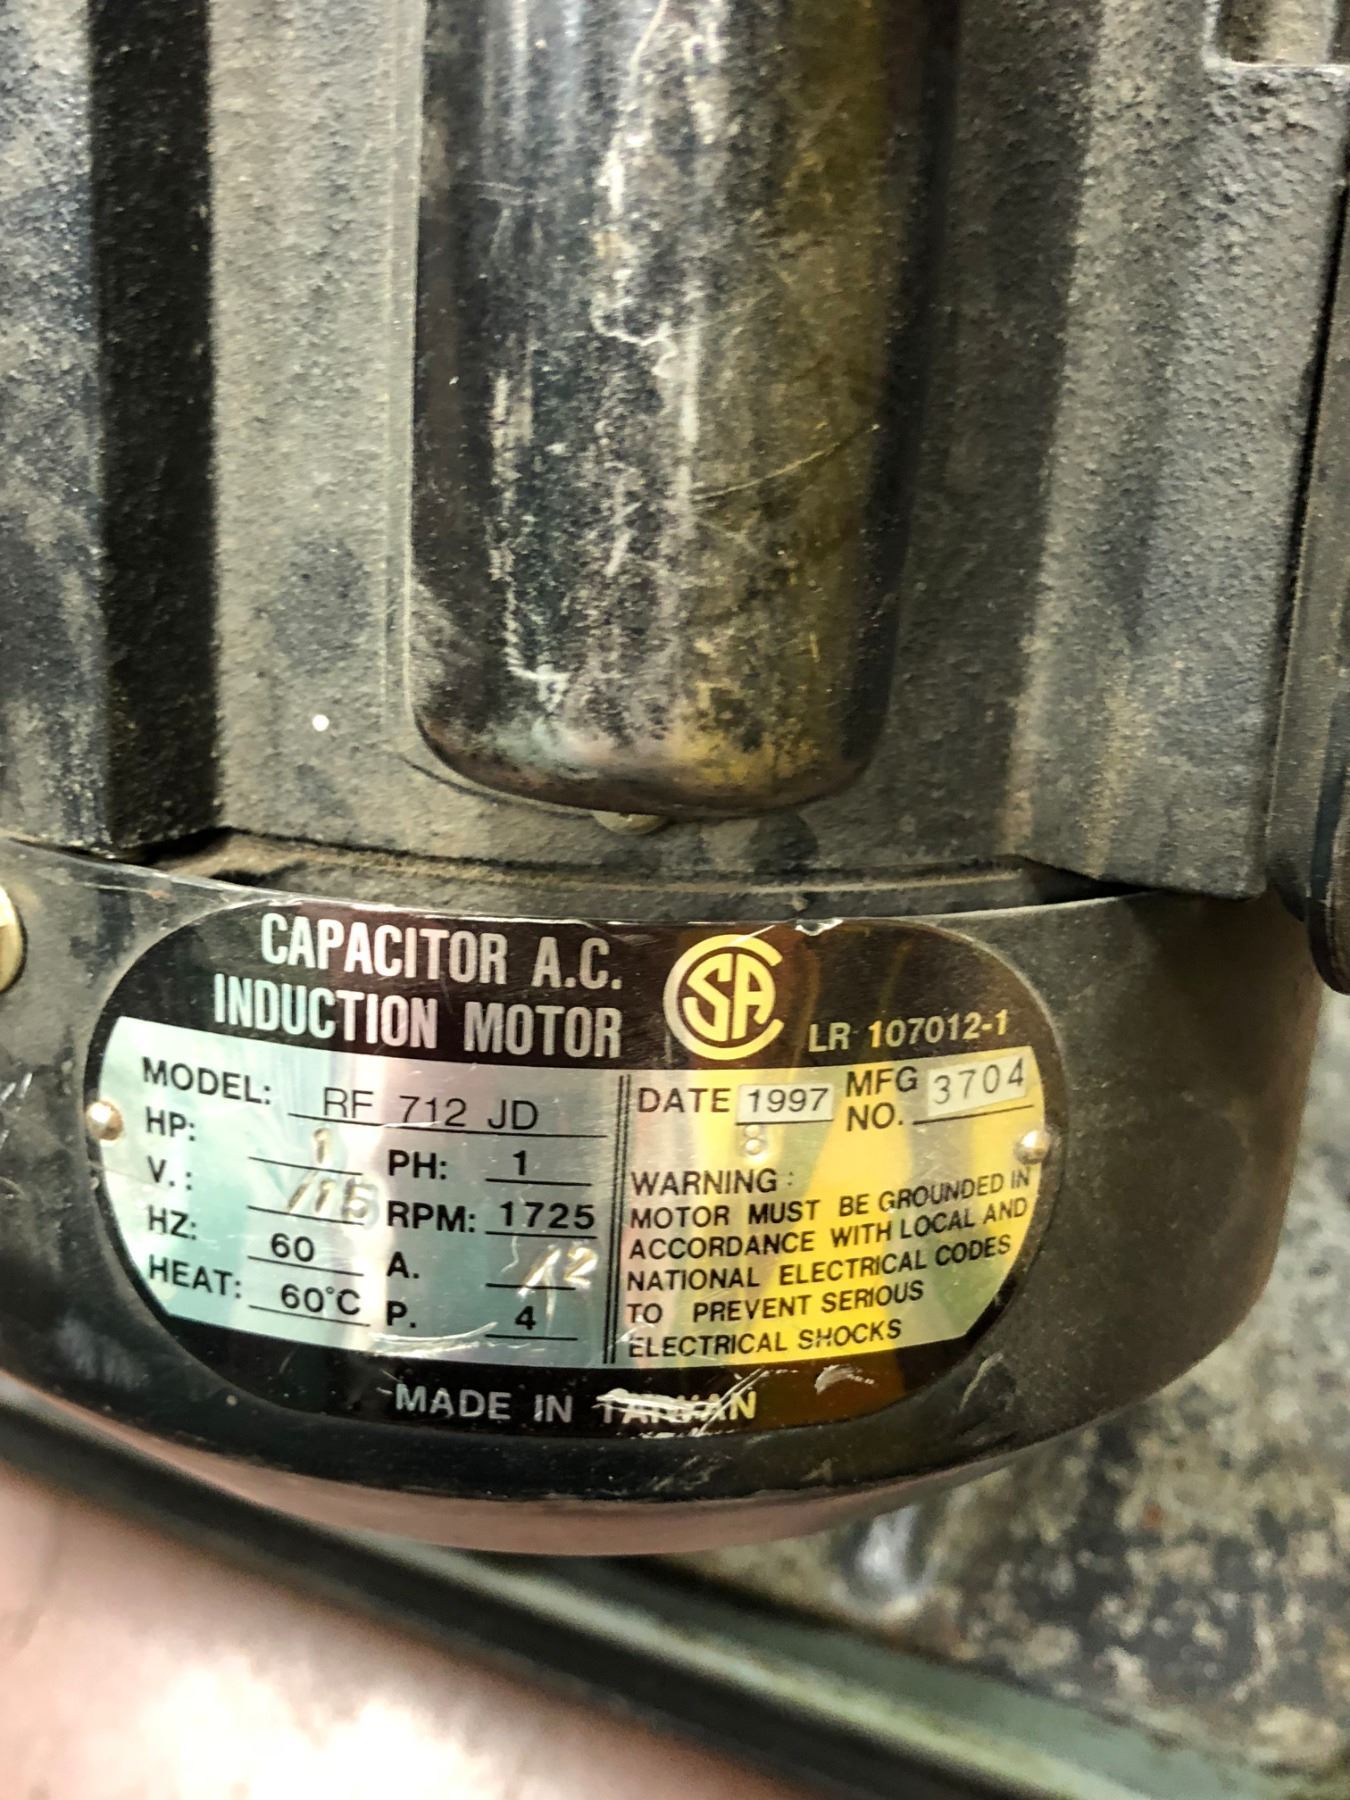 CAPACITOR A.C.
INDUCTION MOTOR
CSA
LR 107012-1
MODEL: RF 712 JD
HP: 1
PH: 1
V.: 115
RPM: 1725
HZ: 60
A. 12
HEAT: 60°C
P. 4
DATE 1997
8
MFG NO. 3704
WARNING :
MOTOR MUST BE GROUNDED IN
ACCORDANCE WITH LOCAL AND
NATIONAL ELECTRICAL CODES
TO PREVENT SERIOUS
ELECTRICAL SHOCKS
MADE IN TAIWAN